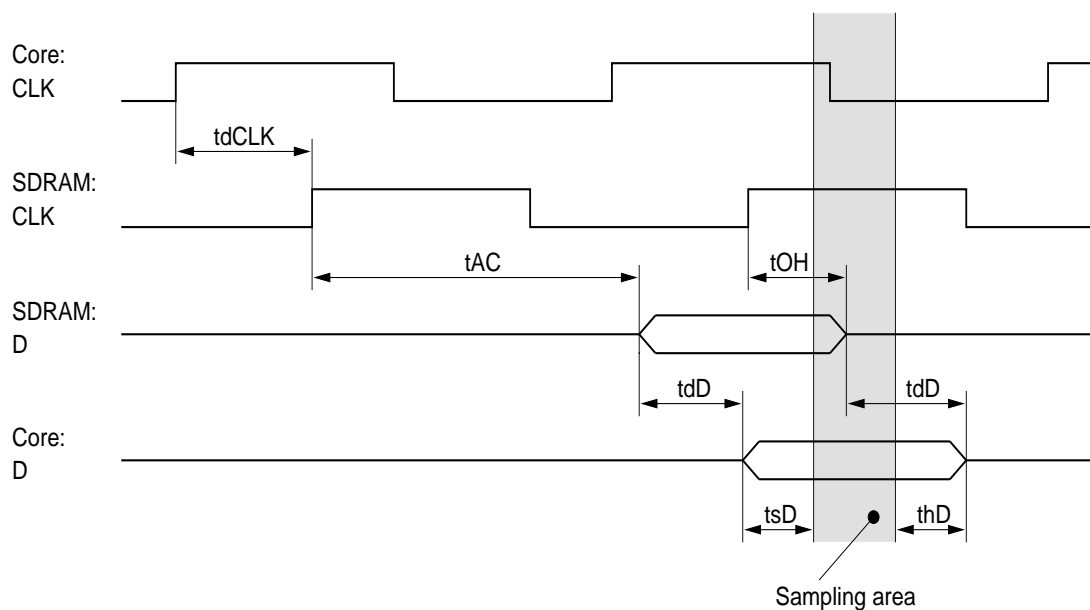 Core:
CLK
tdCLK
SDRAM:
CLK
tAC
tOH
SDRAM:
D
tdD
tdD
Core:
D
tsD
thD
Sampling area